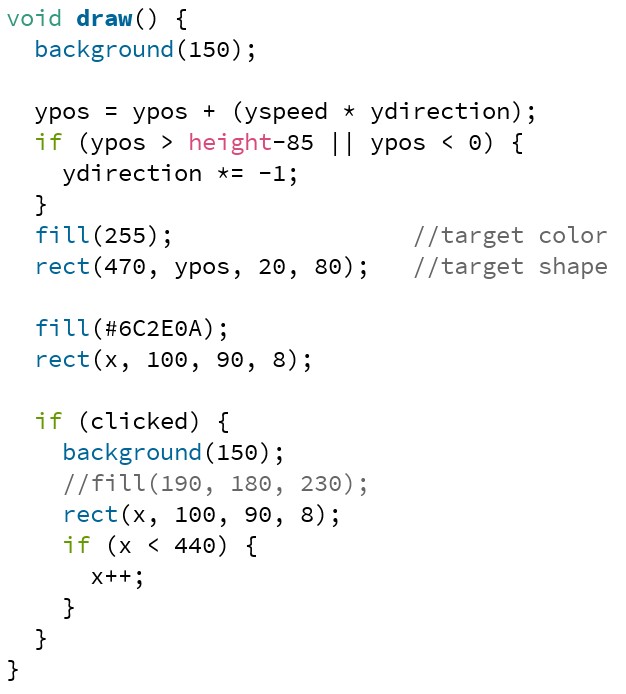 void draw() {
  background(150);

  ypos = ypos + (yspeed * ydirection);
  if (ypos > height-85 || ypos < 0) {
    ydirection *= -1;
  }
  fill(255);                 //target color
  rect(470, ypos, 20, 80);   //target shape

  fill(#6C2E0A);
  rect(x, 100, 90, 8);

  if (clicked) {
    background(150);
    //fill(190, 180, 230);
    rect(x, 100, 90, 8);
    if (x < 440) {
      x++;
    }
  }
}